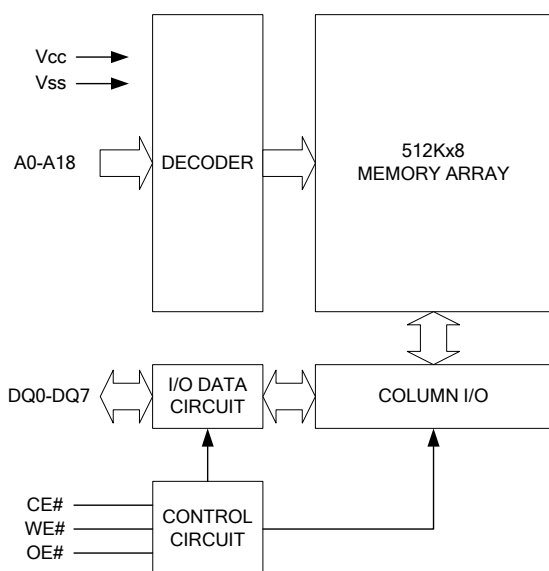 Vcc
Vss
A0-A18
DECODER
512Kx8
MEMORY ARRAY
DQ0-DQ7
I/O DATA
CIRCUIT
COLUMN I/O
CE#
WE#
OE#
CONTROL
CIRCUIT